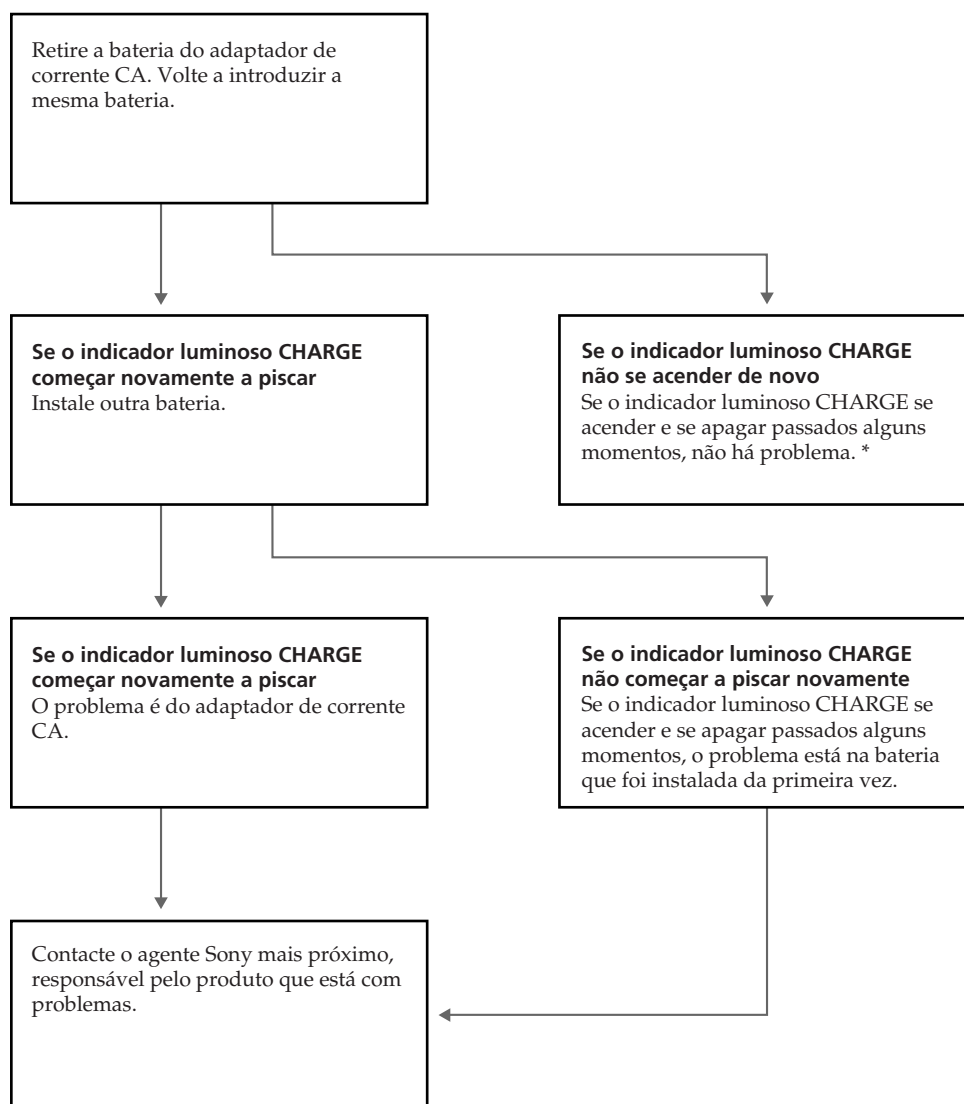 Retire a bateria do adaptador de
corrente CA. Volte a introduzir a
mesma bateria.
Se o indicador luminoso CHARGE
começar novamente a piscar
Instale outra bateria.
Se o indicador luminoso CHARGE
não se acender de novo
Se o indicador luminoso CHARGE se
acender e se apagar passados alguns
momentos, não há problema. *
Se o indicador luminoso CHARGE
começar novamente a piscar
O problema é do adaptador de corrente
CA.
Se o indicador luminoso CHARGE
não começar a piscar novamente
Se o indicador luminoso CHARGE se
acender e se apagar passados alguns
momentos, o problema está na bateria
que foi instalada da primeira vez.
Contacte o agente Sony mais próximo,
responsável pelo produto que está com
problemas.